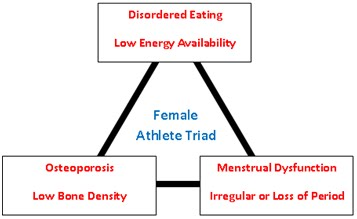 Disordered Eating
Low Energy Availability
Female
Athlete Triad
Osteoporosis
Low Bone Density
Menstrual Dysfunction
Irregular or Loss of Period